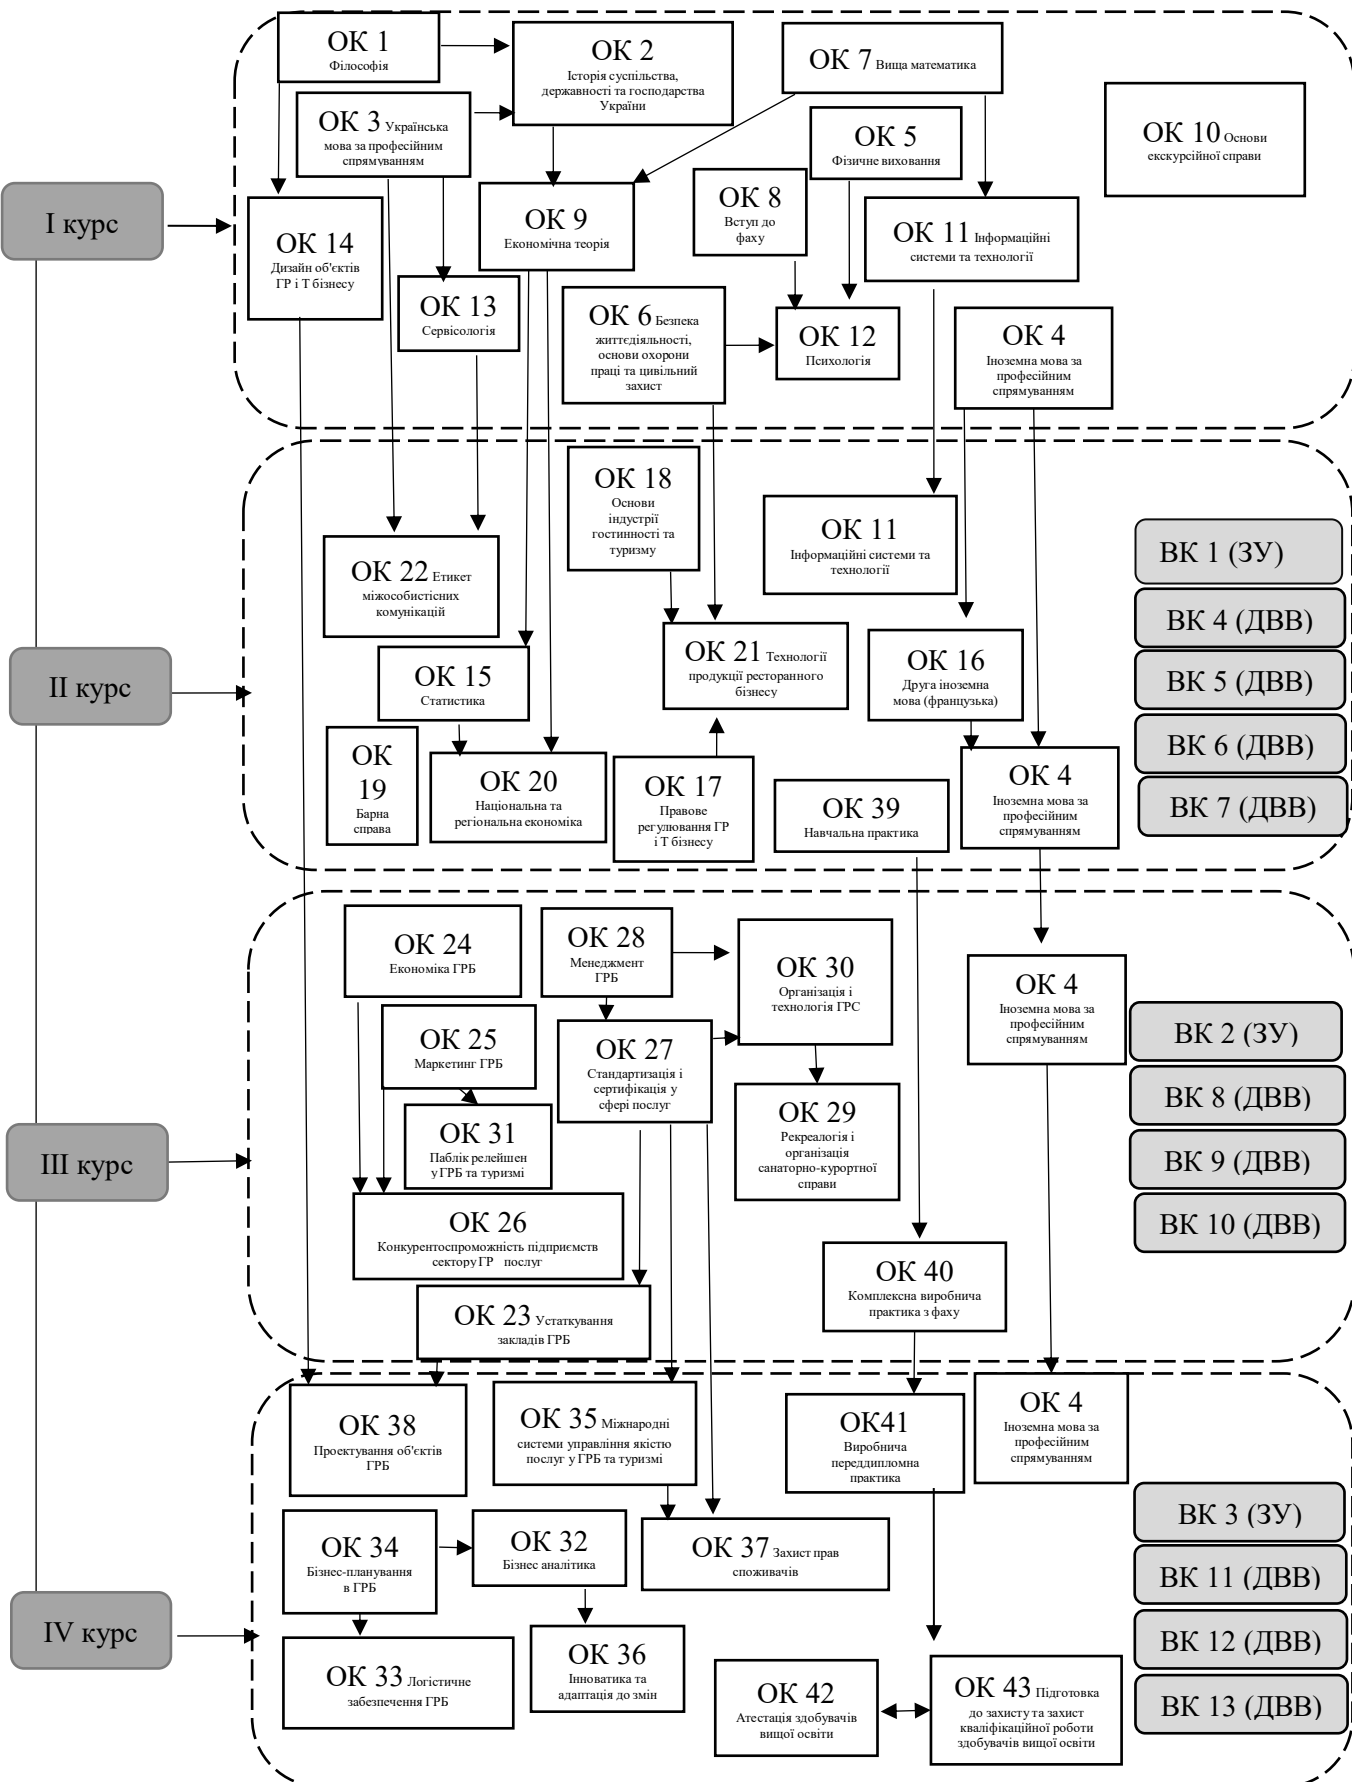 І курс
ОК 1
Філософія
ОК 2
Історія суспільства,
державності та господарства
України
ОК 7 Вища математика
ОК 10 Основи
екскурсійної справи
ОК 3 Українська
мова за професійним
спрямуванням
ОК 5
Фізичне виховання
ОК 14
Дизайн об'єктів
ГР і Т бізнесу
ОК 9
Економічна теорія
ОК 8
Вступ до
фаху
ОК 11 Інформаційні
системи та технології
ОК 13
Сервісологія
ОК 6 Безпека
життєдіяльності,
основи охорони
праці та цивільний
захист
ОК 12
Психологія
ОК 4
Іноземна мова за
професійним
спрямуванням
ІІ курс
ОК 18
Основи
індустрії
гостинності та
туризму
ОК 11
Інформаційні системи та
технології
ОК 22 Етикет
міжособистісних
комунікацій
ОК 21 Технології
продукції ресторанного
бізнесу
ОК 16
Друга іноземна
мова (французька)
ОК 15
Статистика
ОК
19
Барна
справа
ОК 20
Національна та
регіональна економіка
ОК 17
Правове
регулювання ГР
і Т бізнесу
ОК 39
Навчальна практика
ОК 4
Іноземна мова за
професійним
спрямуванням
ВК 1 (ЗУ)
ВК 4 (ДВВ)
ВК 5 (ДВВ)
ВК 6 (ДВВ)
ВК 7 (ДВВ)
ІІІ курс
ОК 24
Економіка ГРБ
ОК 28
Менеджмент
ГРБ
ОК 30
Організація і
технологія ГРС
ОК 4
Іноземна мова за
професійним
спрямуванням
ОК 25
Маркетинг ГРБ
ОК 27
Стандартизація і
сертифікація у
сфері послуг
ОК 31
Паблік релейшен
у ГРБ та туризмі
ОК 29
Рекреалогія і
організація
санаторно-курортної
справи
ОК 26
Конкурентоспроможність підприємств
сектору ГР послуг
ОК 40
Комплексна виробнича
практика з фаху
ОК 23 Устаткування
закладів ГРБ
ВК 2 (ЗУ)
ВК 8 (ДВВ)
ВК 9 (ДВВ)
ВК 10 (ДВВ)
ІV курс
ОК 38
Проектування об'єктів
ГРБ
ОК 35 Міжнародні
системи управління якістю
послуг у ГРБ та туризмі
ОК41
Виробнича
переддипломна
практика
ОК 4
Іноземна мова за
професійним
спрямуванням
ОК 34
Бізнес-планування
в ГРБ
ОК 32
Бізнес аналітика
ОК 37 Захист прав
споживачів
ОК 33 Логістичне
забезпечення ГРБ
ОК 36
Інноватика та
адаптація до змін
ОК 42
Атестація здобувачів
вищої освіти
ОК 43 Підготовка
до захисту та захист
кваліфікаційної роботи
здобувачів вищої освіти
ВК 3 (ЗУ)
ВК 11 (ДВВ)
ВК 12 (ДВВ)
ВК 13 (ДВВ)